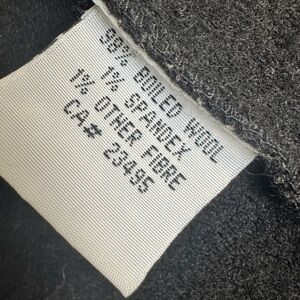 98% BOILED WOOL
1% SPANDEX
1% OTHER FIBRE
CA# 23495